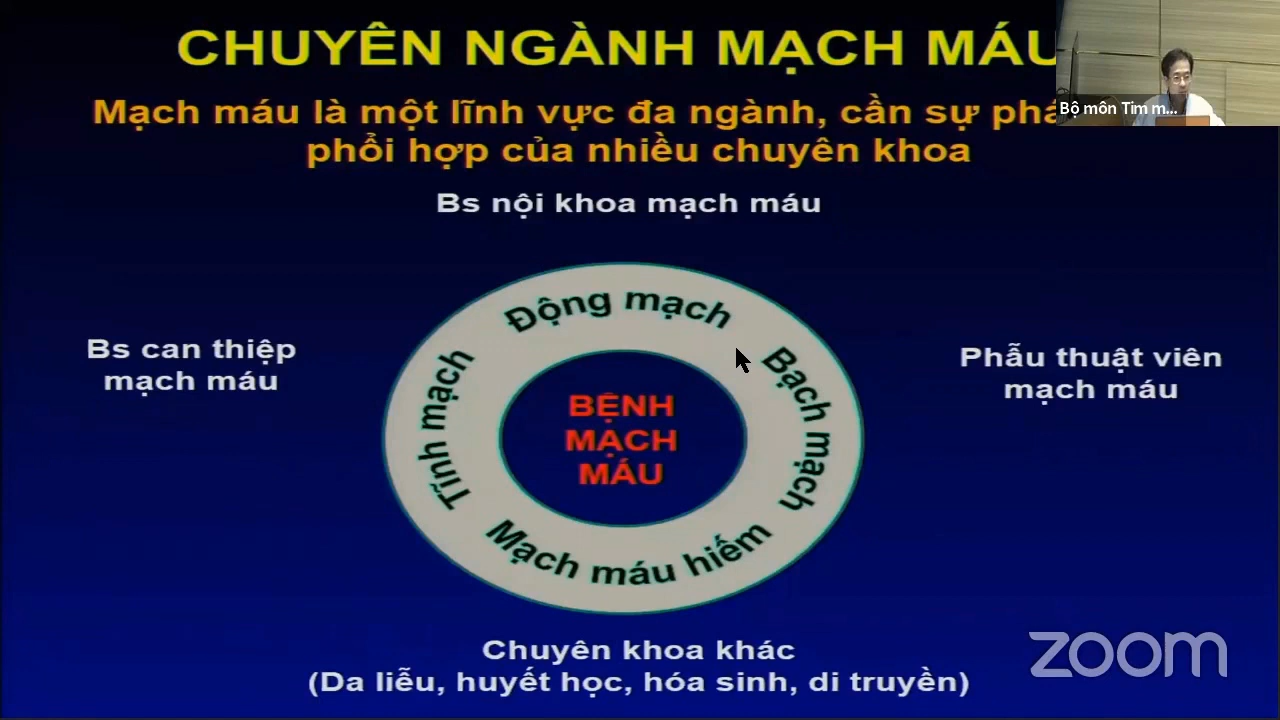 CHUYÊN NGÀNH MẠCH MÁU
Bộ môn Tim m...
Mạch máu là một lĩnh vực đa ngành, cần sự
phổi hợp của nhiều chuyên khoa
Bs nội khoa mạch máu
Động mạch
Bs can thiệp
mạch máu
Phẫu thuật viên
mạch máu
Tĩnh mạch
Bạch mạch
BỆNH
MẠCH
MÁU
Mạch máu hiếm
Chuyên khoa khác
(Da liễu, huyết học, hóa sinh, di truyền)
zoom